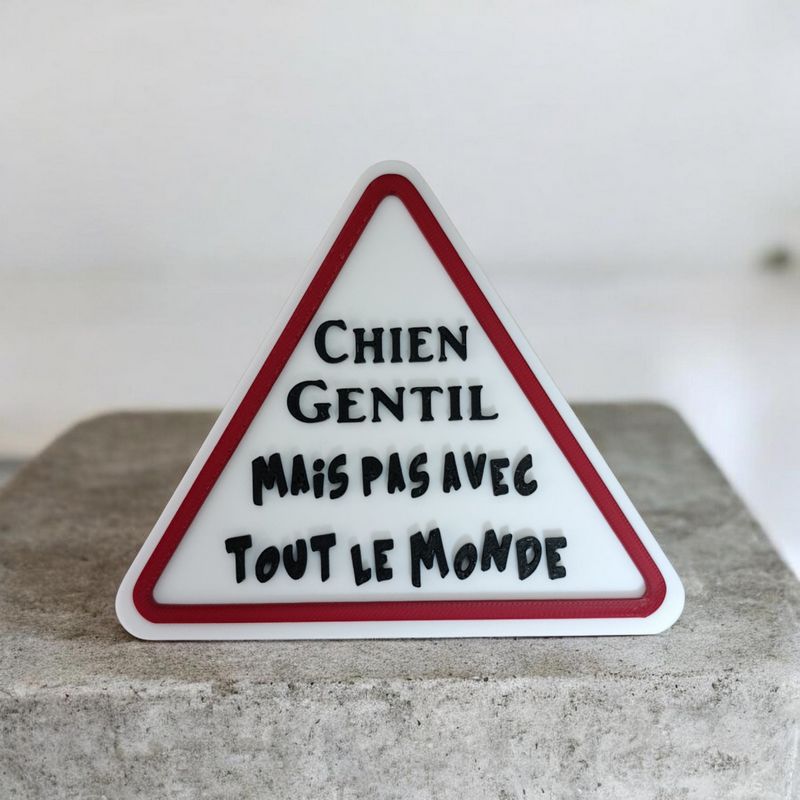 Chien
Gentil
Mais pas avec
Tout le Monde